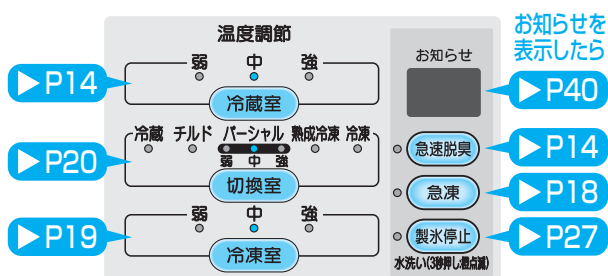 温度調節
弱 中 強
冷蔵室
P14
冷蔵 チルド パーシャル 熟成冷凍 冷凍
弱 中 強
切換室
P20
弱 中 強
冷凍室
P19
お知らせを
表示したら
お知らせ
P40
急速脱臭
P14
急凍
P18
製氷停止
P27
水洗い(3秒押し:橙点滅)